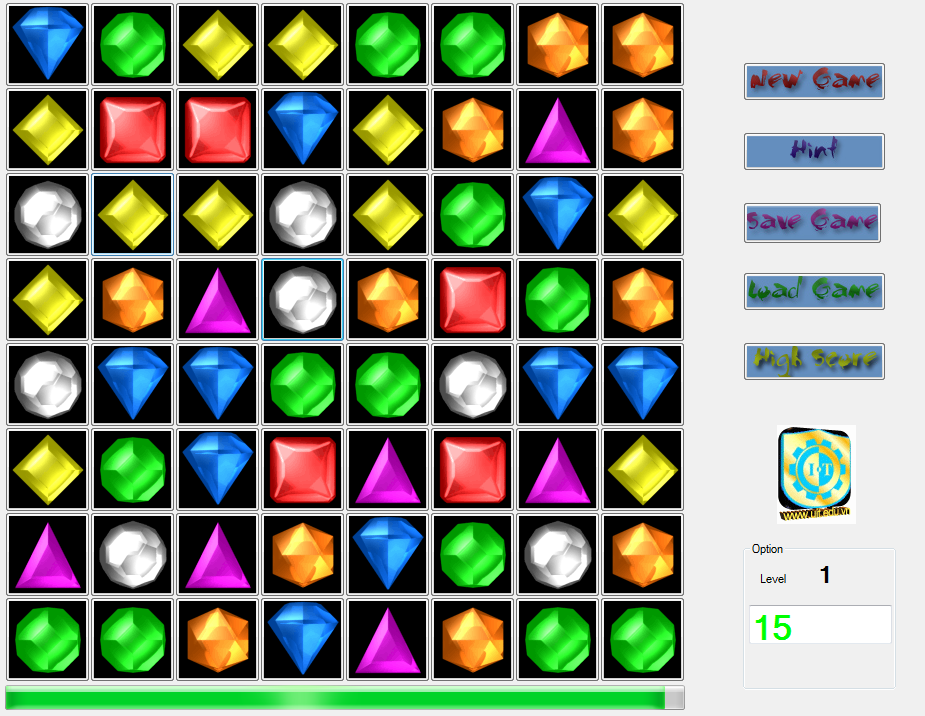 New Game
Hint
Save Game
Load Game
High Score
I T
www.uit.edu.vn
Option
Level 1
15